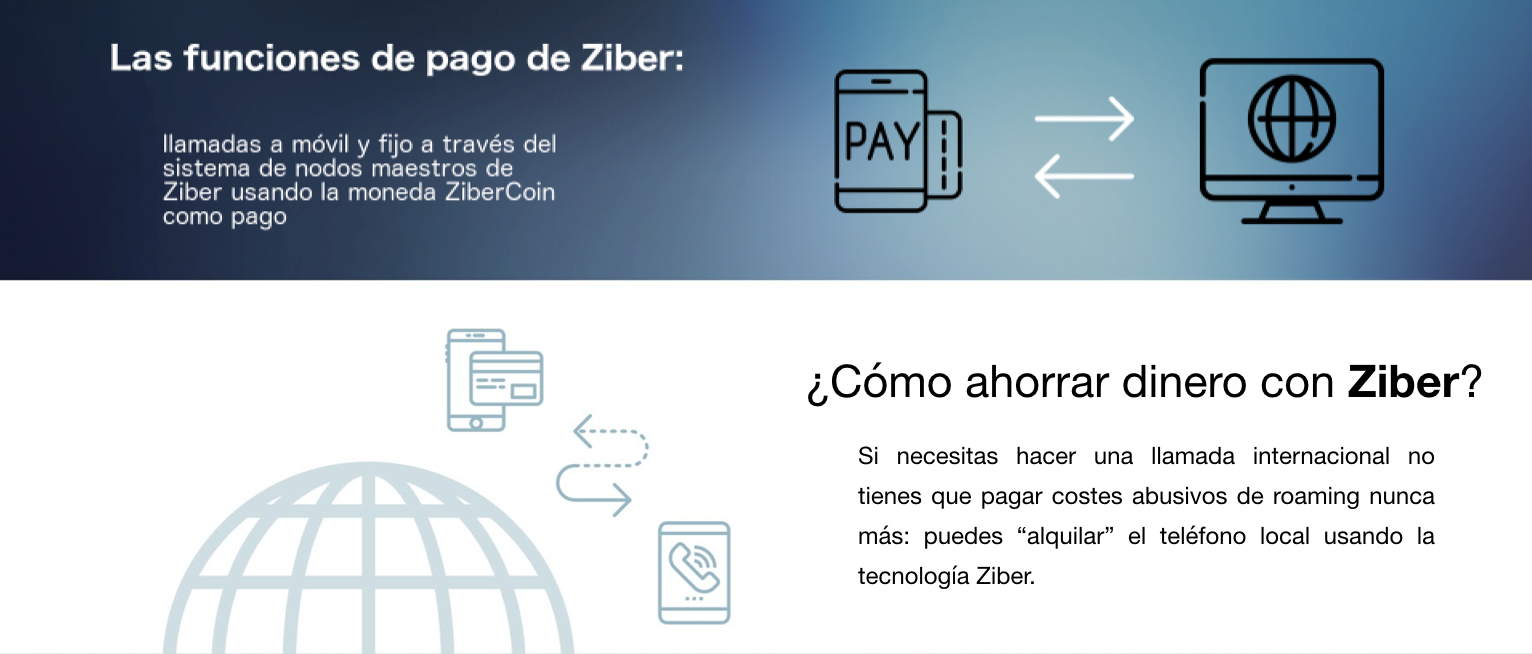 Las funciones de pago de Ziber:
llamadas a móvil y fijo a través del
sistema de nodos maestros de
Ziber usando la moneda ZiberCoin
como pago
PAY
¿Cómo ahorrar dinero con Ziber?
Si necesitas hacer una llamada internacional no
tienes que pagar costes abusivos de roaming nunca
más: puedes “alquilar” el teléfono local usando la
tecnología Ziber.